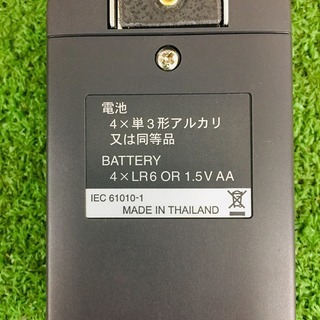 電池
4×単3形アルカリ
又は同等品
BATTERY
4×LR6 OR 1.5V AA
IEC 61010-1
MADE IN THAILAND